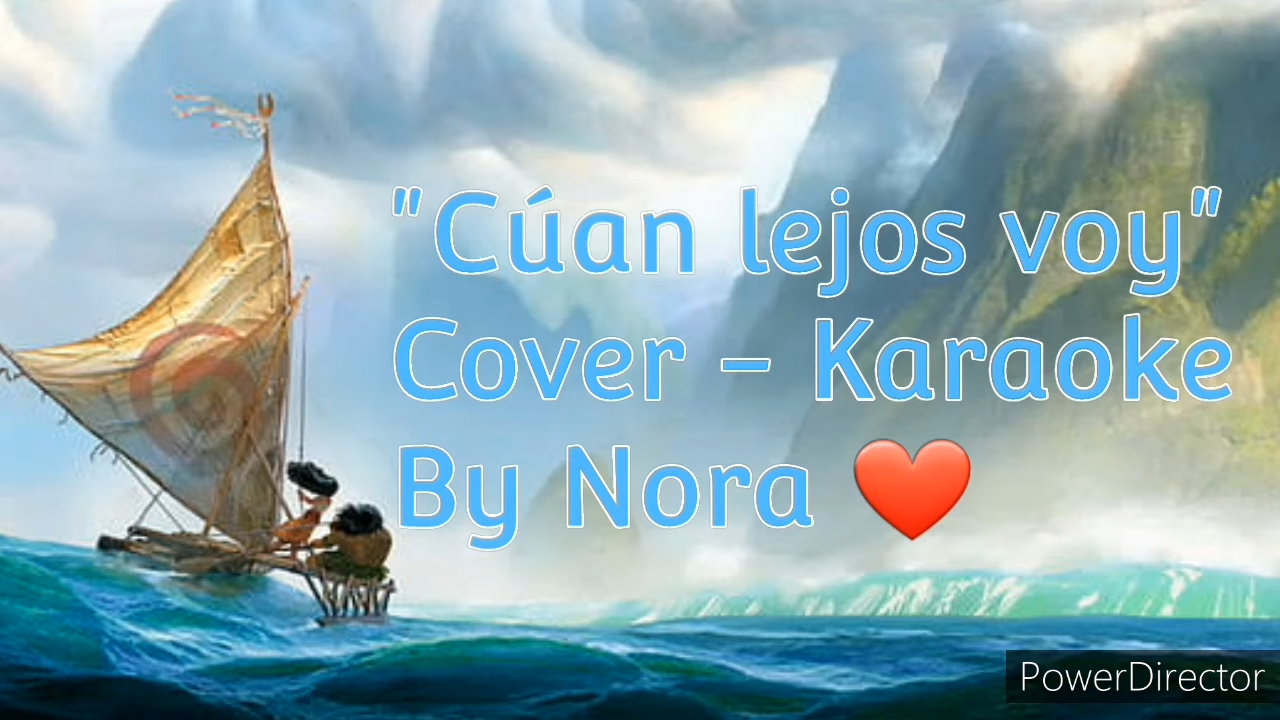 "Cúan lejos voy"
Cover - Karaoke
By Nora ❤️
PowerDirector